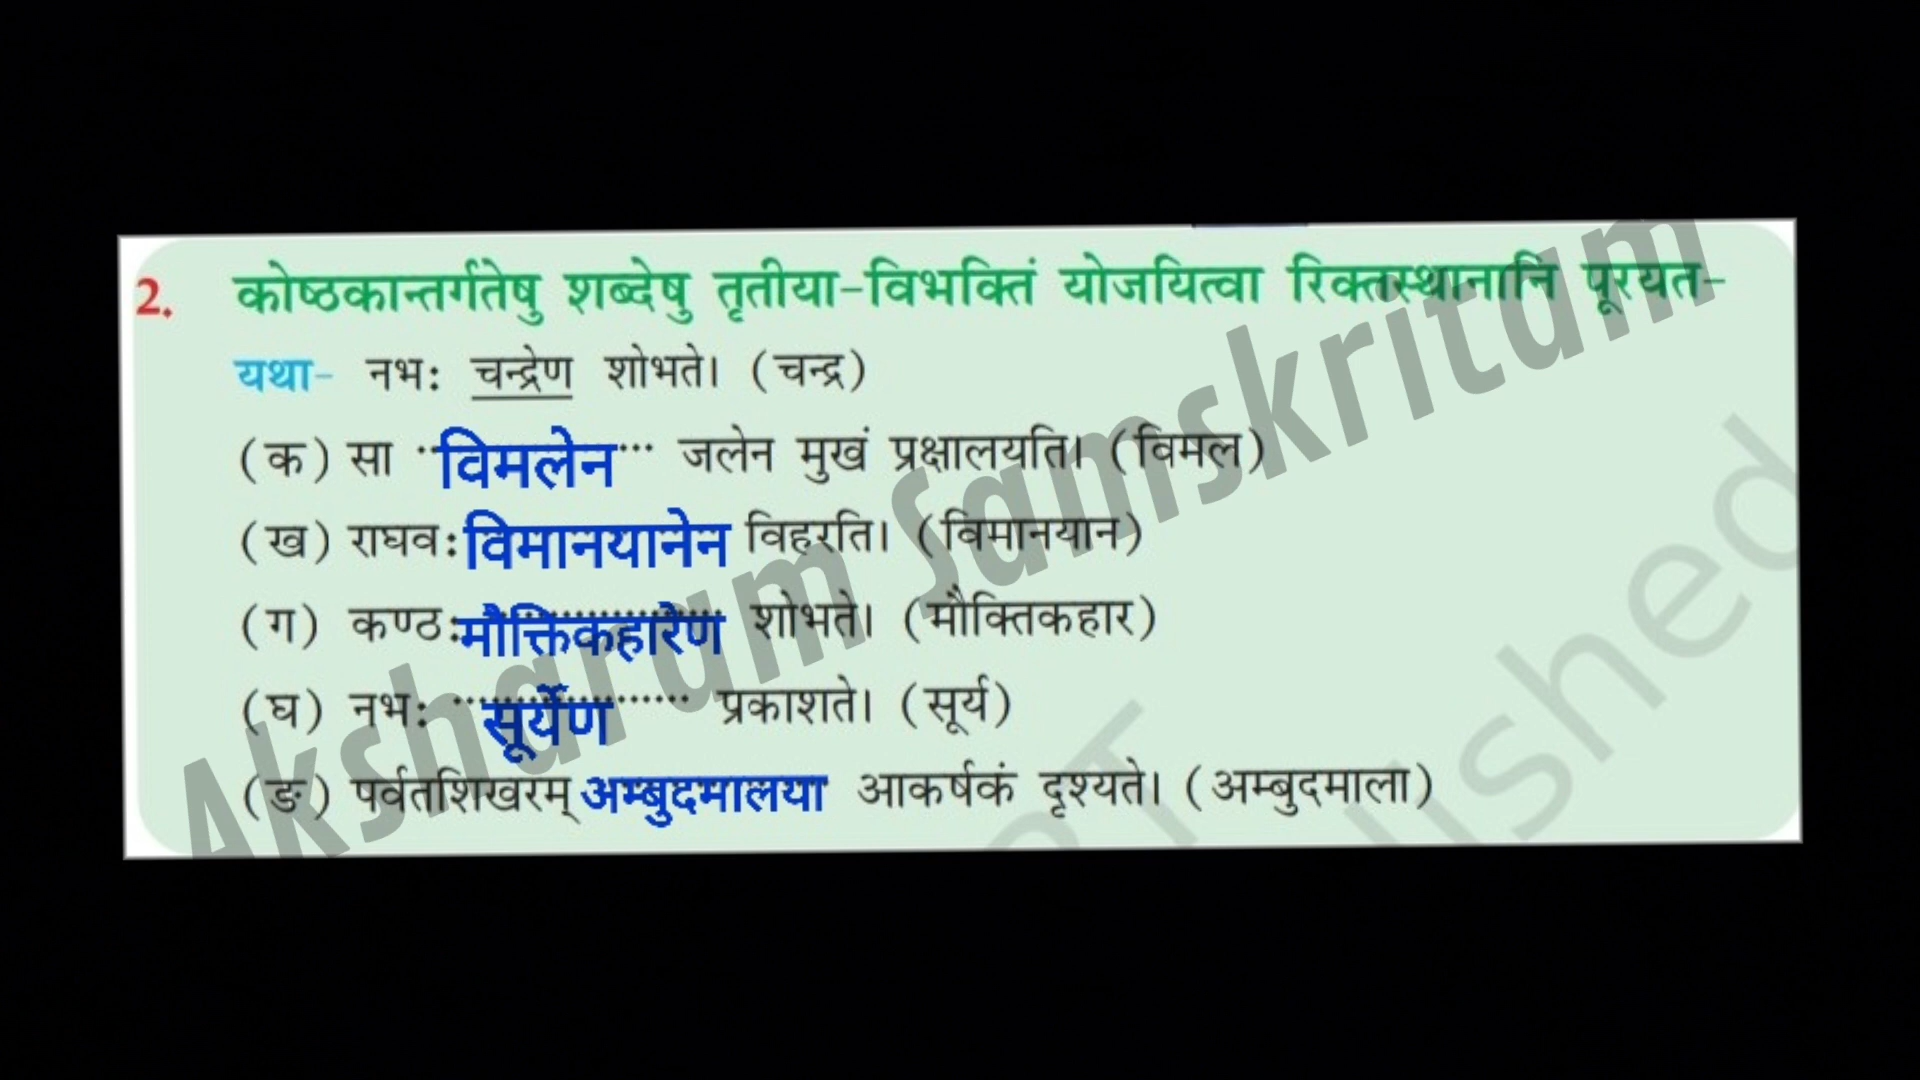 2. कोष्ठकान्तर्गतेषु शब्देषु तृतीया-विभक्तिं योजयित्वा रिक्तस्थानानि पूरयत-
यथा- नभः चन्द्रेण शोभते। (चन्द्र)
(क) सा विमलेन जलेन मुखं प्रक्षालयति। (विमल)
(ख) राघवः विमानयानेन विहरति। (विमानयान)
(ग) कण्ठः मौक्तिकहारेण शोभते। (मौक्तिकहार)
(घ) नभः सूर्येण प्रकाशते। (सूर्य)
(ङ) पर्वतशिखरम् अम्बुदमालया आकर्षकं दृश्यते। (अम्बुदमाला)
Aksharam Samskritam